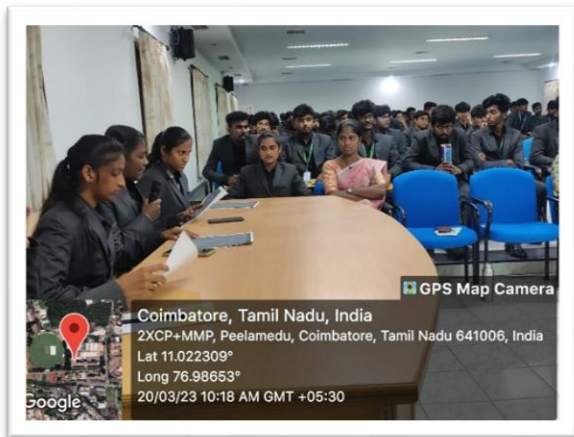 GPS Map Camera
Coimbatore, Tamil Nadu, India
2XCP+MMP, Peelamedu, Coimbatore, Tamil Nadu 641006, India
Lat 11.022309°
Long 76.98653°
20/03/23 10:18 AM GMT +05:30
Google